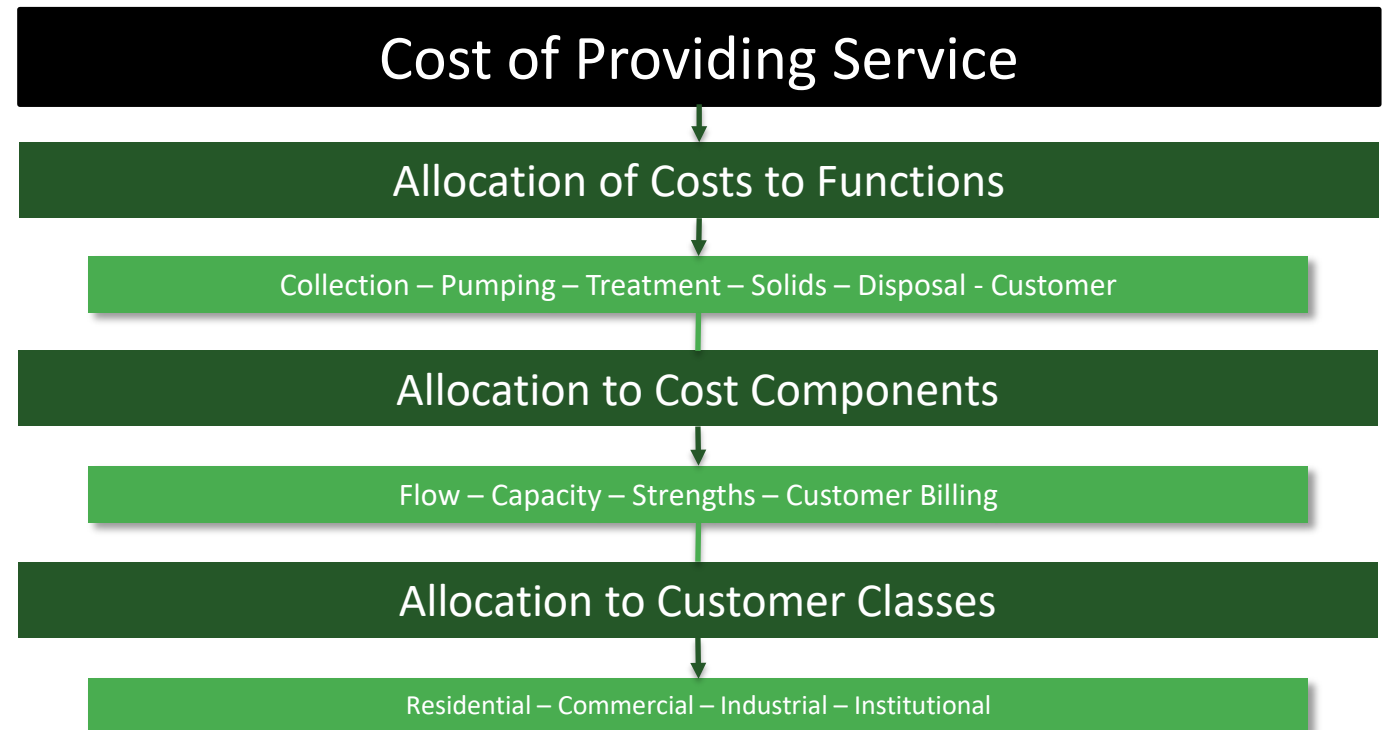 Cost of Providing Service
Allocation of Costs to Functions
Collection – Pumping – Treatment – Solids – Disposal - Customer
Allocation to Cost Components
Flow – Capacity – Strengths – Customer Billing
Allocation to Customer Classes
Residential – Commercial – Industrial – Institutional